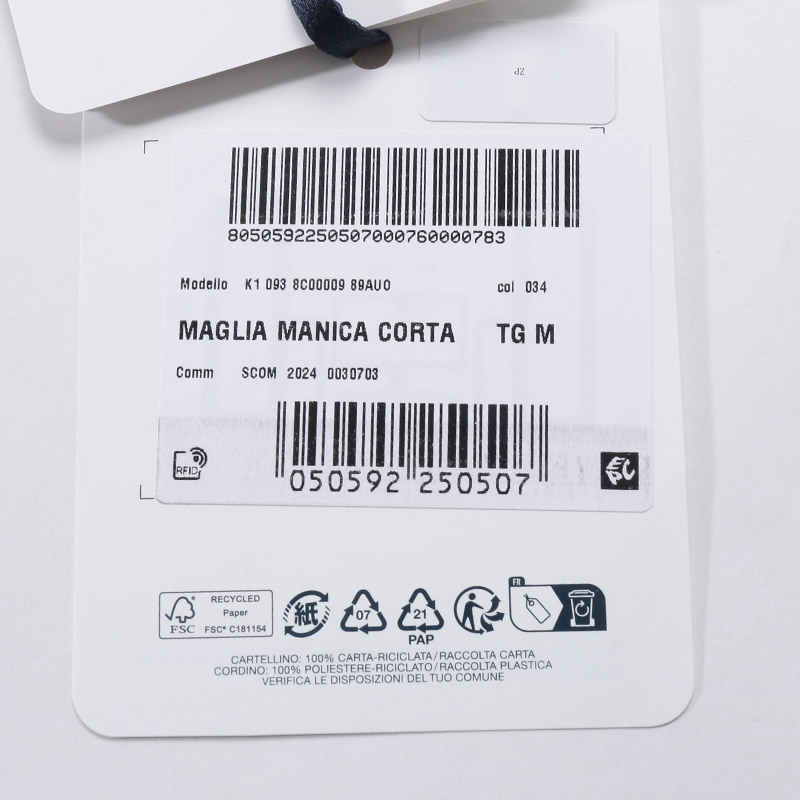 ZP
8050592250507000760000783
Modello K1 093 8C00009 89AU0 col 034
MAGLIA MANICA CORTA TG M
Comm SCOM 2024 0030703
RFID
EPC
050592 250507
FSC
RECYCLED
Paper
FSC® C181154
紙
07
21
PAP
FR
CARTELLINO: 100% CARTA-RICICLATA/RACCOLTA CARTA
CORDINO: 100% POLIESTERE-RICICLATO/RACCOLTA PLASTICA
VERIFICA LE DISPOSIZIONI DEL TUO COMUNE